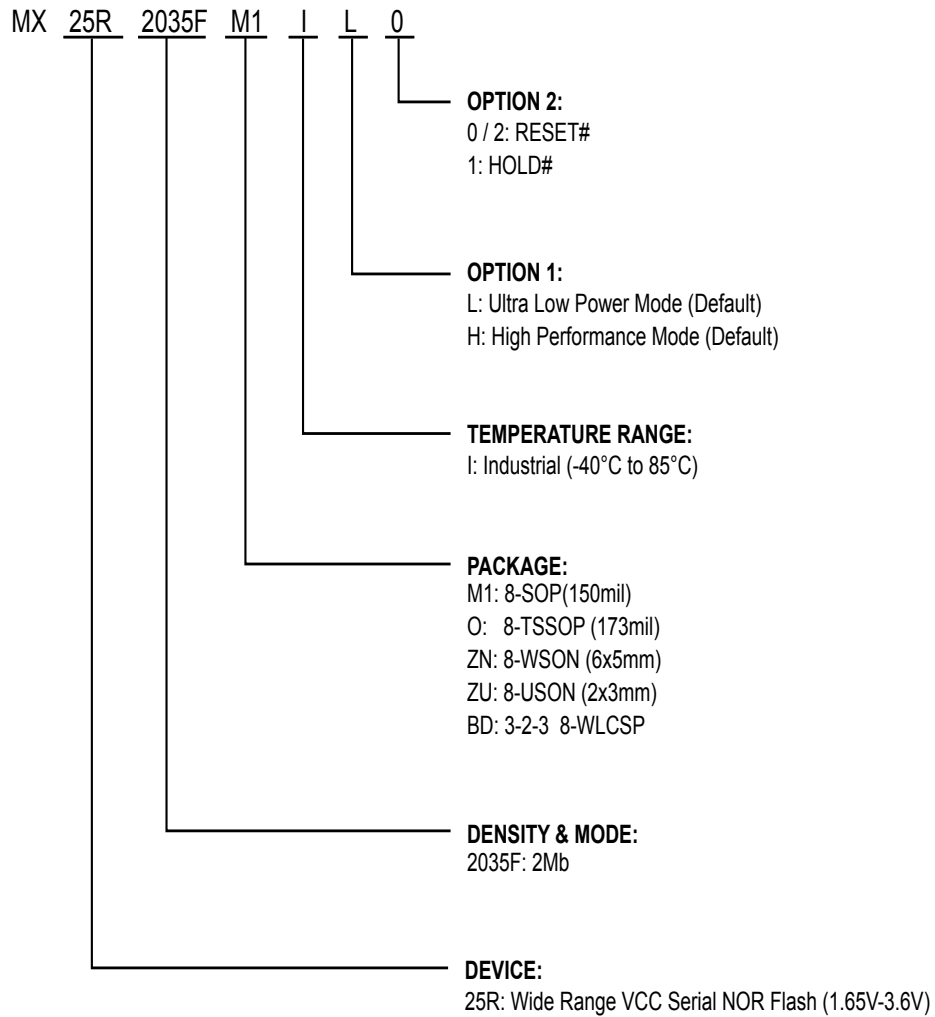 MX 25R 2035F M1 I L 0
OPTION 2:
0 / 2: RESET#
1: HOLD#
OPTION 1:
L: Ultra Low Power Mode (Default)
H: High Performance Mode (Default)
TEMPERATURE RANGE:
I: Industrial (-40°C to 85°C)
PACKAGE:
M1: 8-SOP(150mil)
O: 8-TSSOP (173mil)
ZN: 8-WSON (6x5mm)
ZU: 8-USON (2x3mm)
BD: 3-2-3 8-WLCSP
DENSITY & MODE:
2035F: 2Mb
DEVICE:
25R: Wide Range VCC Serial NOR Flash (1.65V-3.6V)